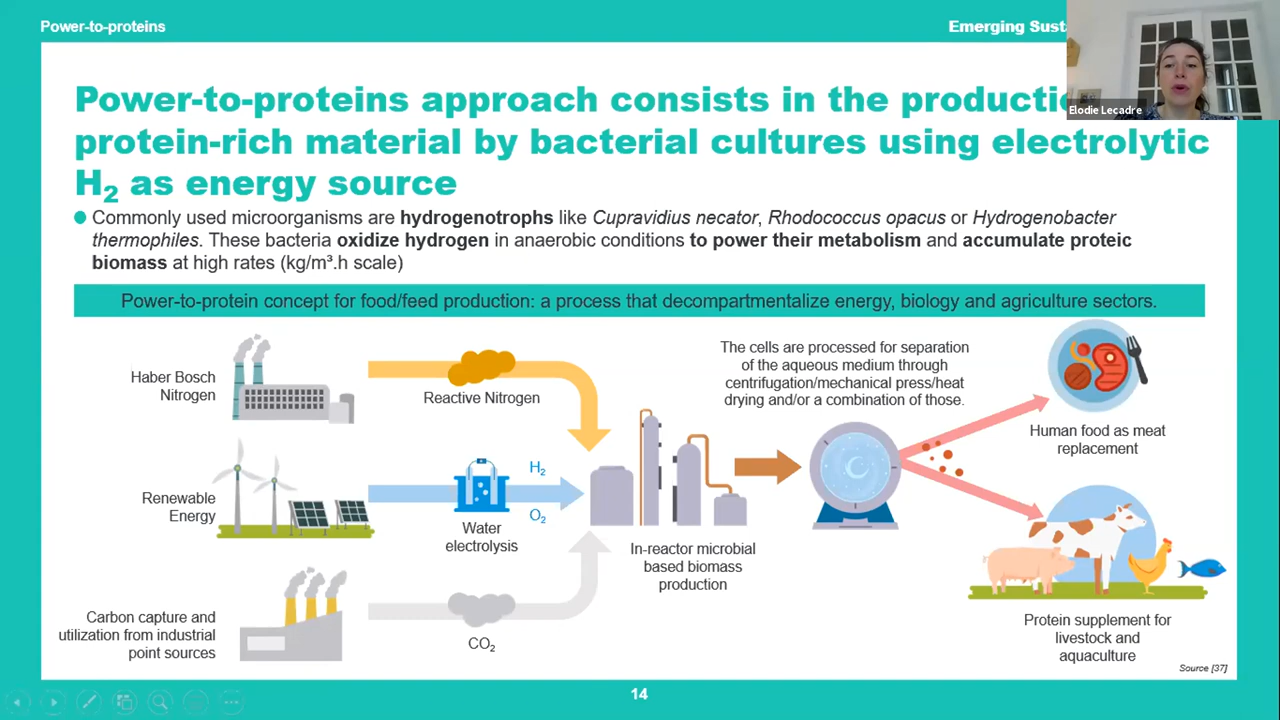 Power-to-proteins
Emerging Sust
Elodie Lecadre
Power-to-proteins approach consists in the producti
protein-rich material by bacterial cultures using electrolytic
H₂ as energy source
Commonly used microorganisms are hydrogenotrophs like Cupravidius necator, Rhodococcus opacus or Hydrogenobacter
thermophiles. These bacteria oxidize hydrogen in anaerobic conditions to power their metabolism and accumulate proteic
biomass at high rates (kg/m³.h scale)
Power-to-protein concept for food/feed production: a process that decompartmentalize energy, biology and agriculture sectors.
Haber Bosch
Nitrogen
Reactive Nitrogen
The cells are processed for separation
of the aqueous medium through
centrifugation/mechanical press/heat
drying and/or a combination of those.
Human food as meat
replacement
Renewable
Energy
H₂
O₂
Water
electrolysis
In-reactor microbial
based biomass
production
Carbon capture and
utilization from industrial
point sources
CO₂
Protein supplement for
livestock and
aquaculture
Source [37]
14